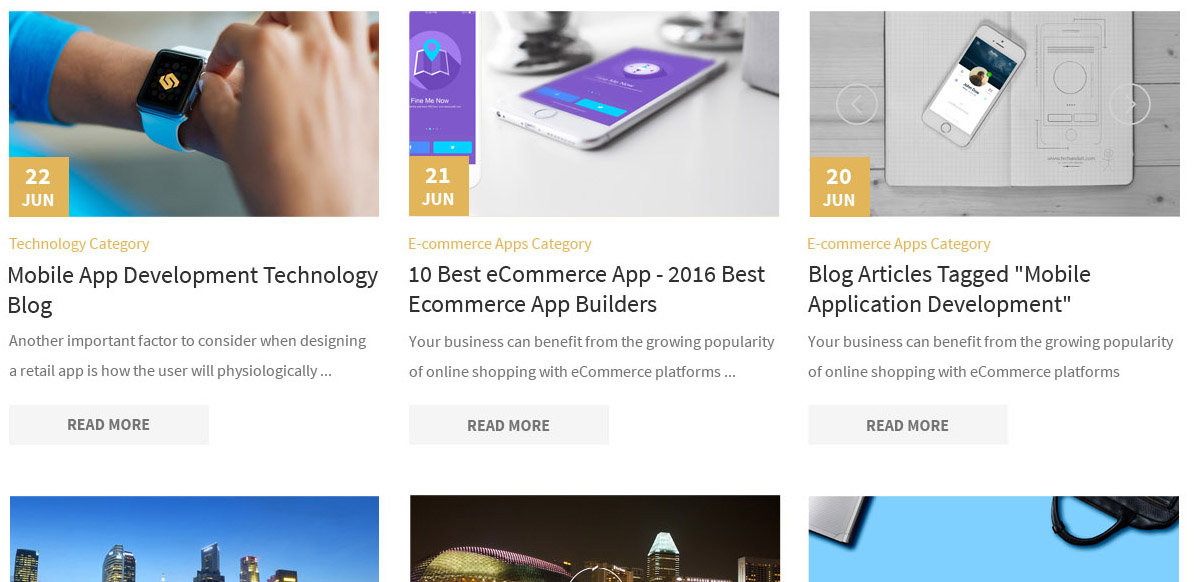 22
JUN
Technology Category
Mobile App Development Technology
Blog
Another important factor to consider when designing
a retail app is how the user will physiologically ...
READ MORE
Fine Me Now
Fine Me Now
21
JUN
E-commerce Apps Category
10 Best eCommerce App - 2016 Best
Ecommerce App Builders
Your business can benefit from the growing popularity
of online shopping with eCommerce platforms ...
READ MORE
20
JUN
E-commerce Apps Category
Blog Articles Tagged "Mobile
Application Development"
Your business can benefit from the growing popularity
of online shopping with eCommerce platforms
READ MORE